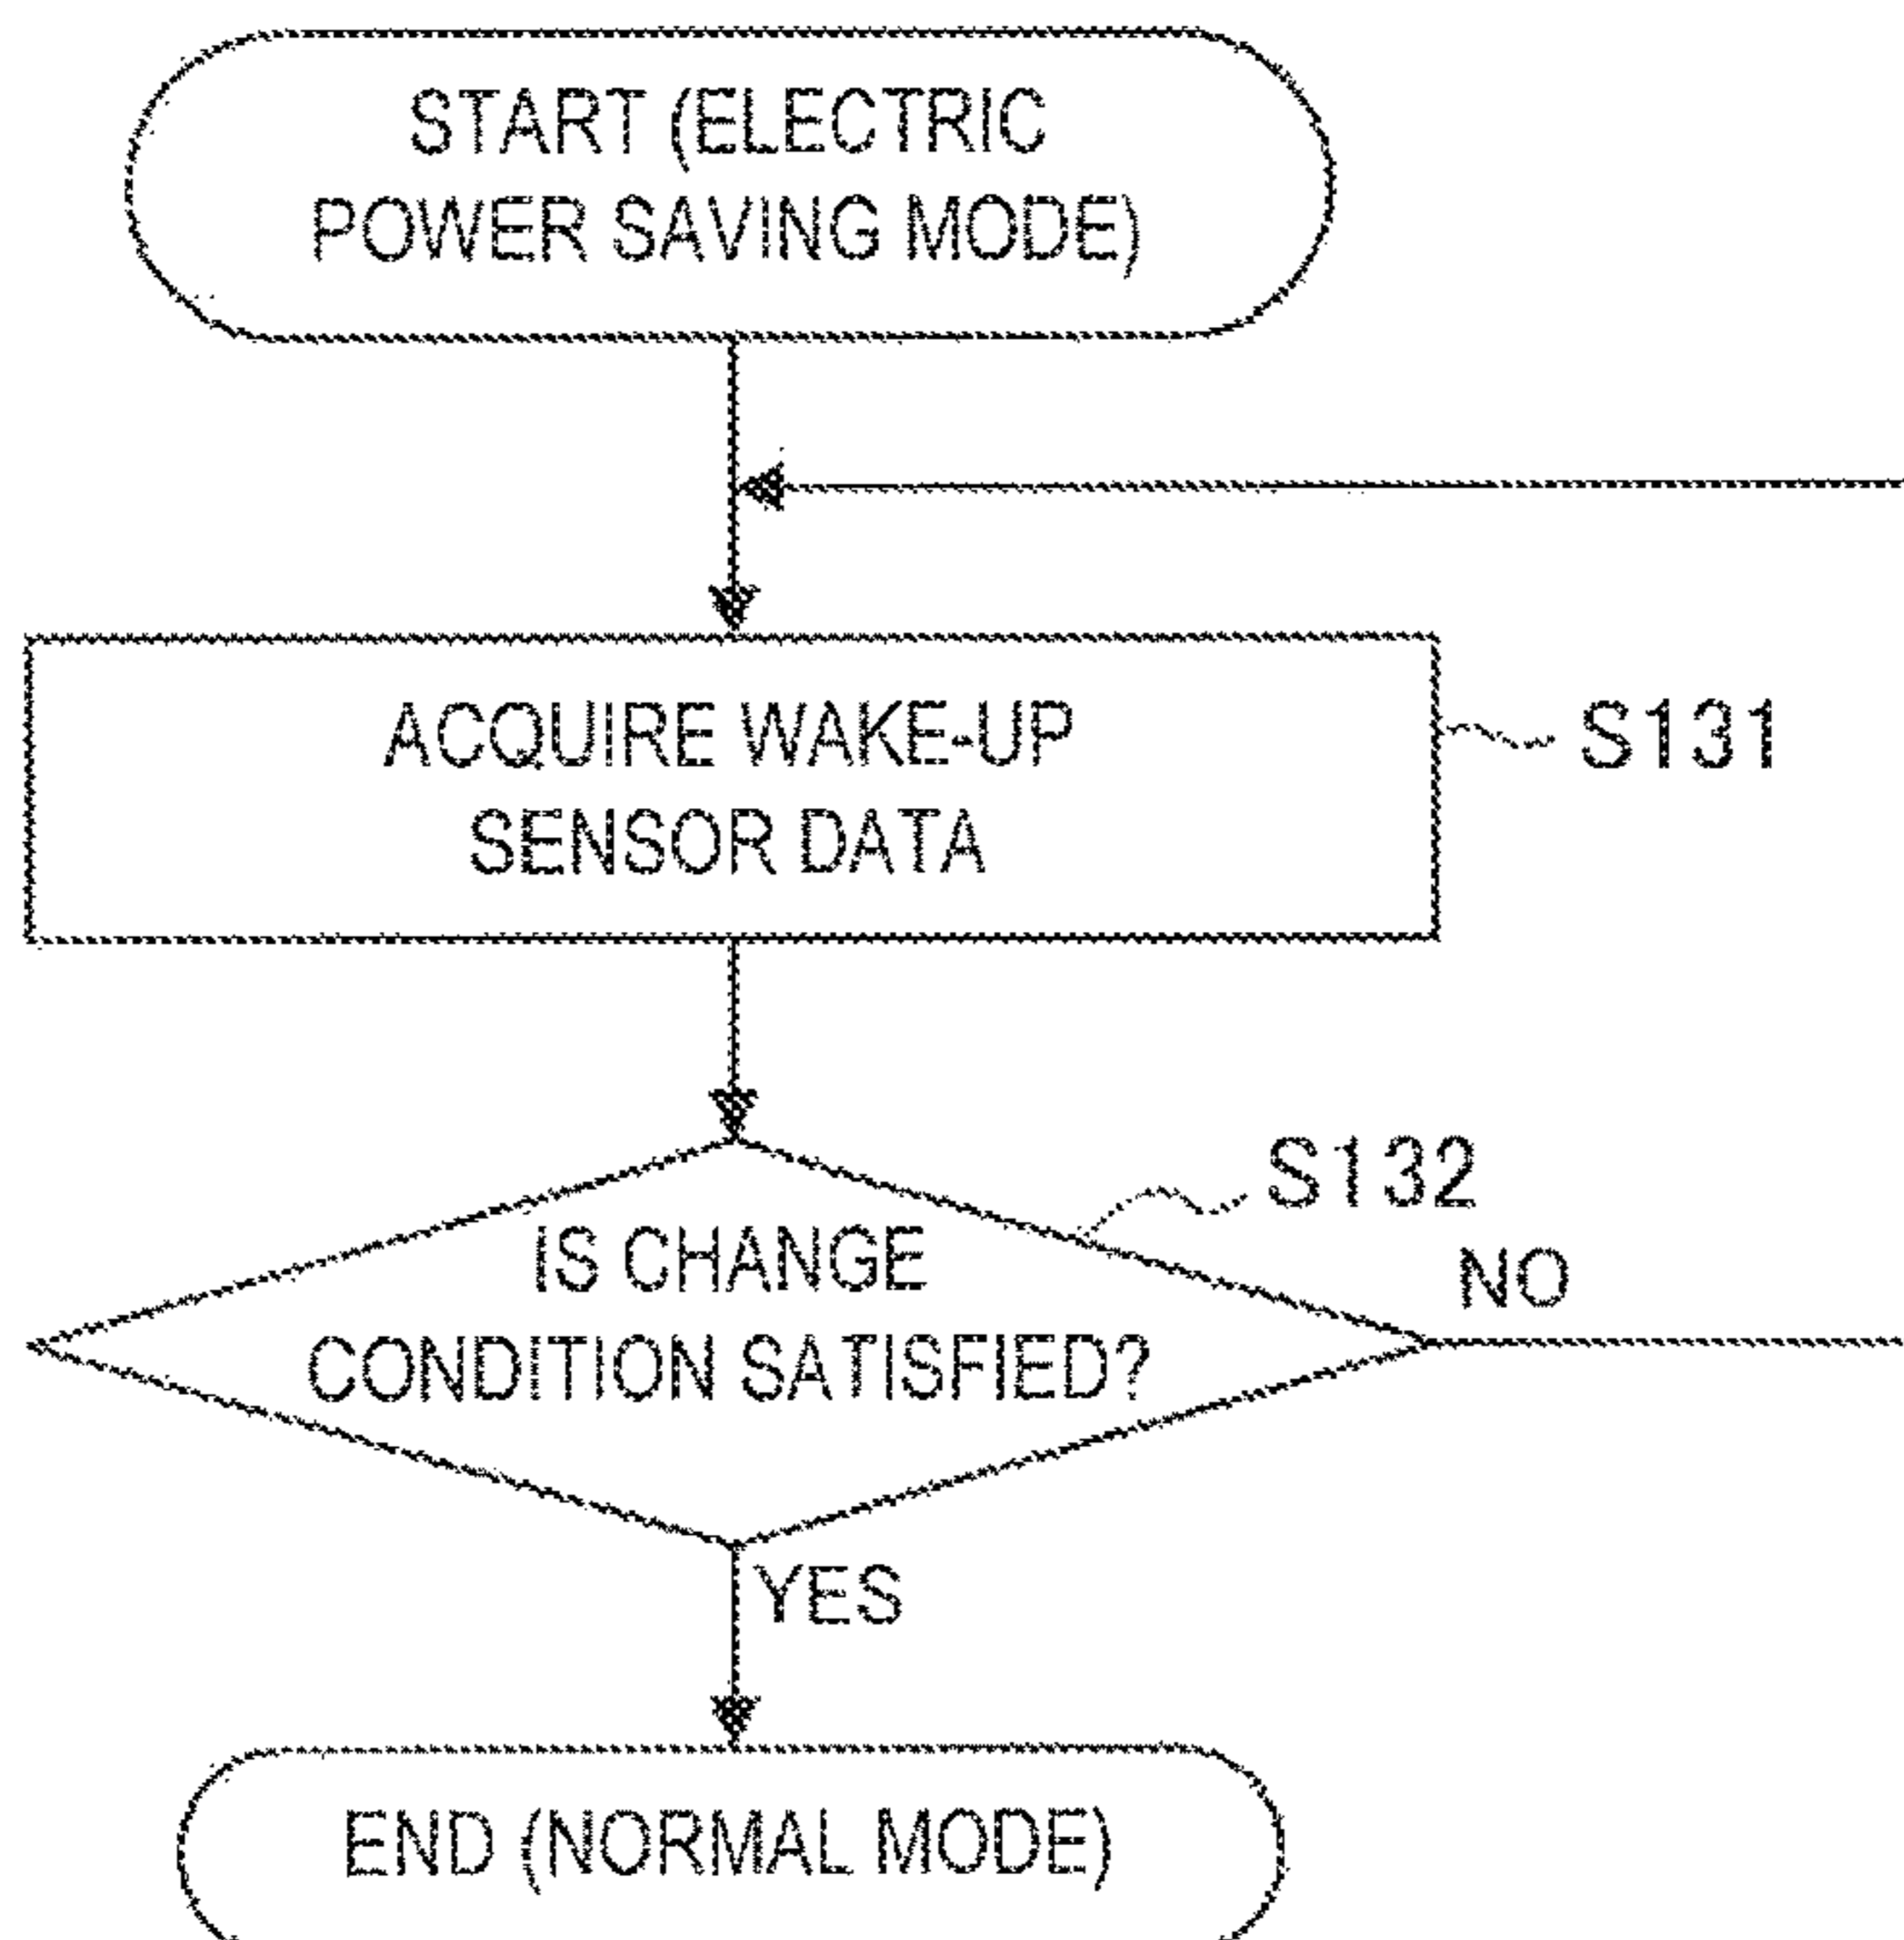 START (ELECTRIC
POWER SAVING MODE)
ACQUIRE WAKE-UP
SENSOR DATA
S131
S132
IS CHANGE
CONDITION SATISFIED?
NO
YES
END (NORMAL MODE)